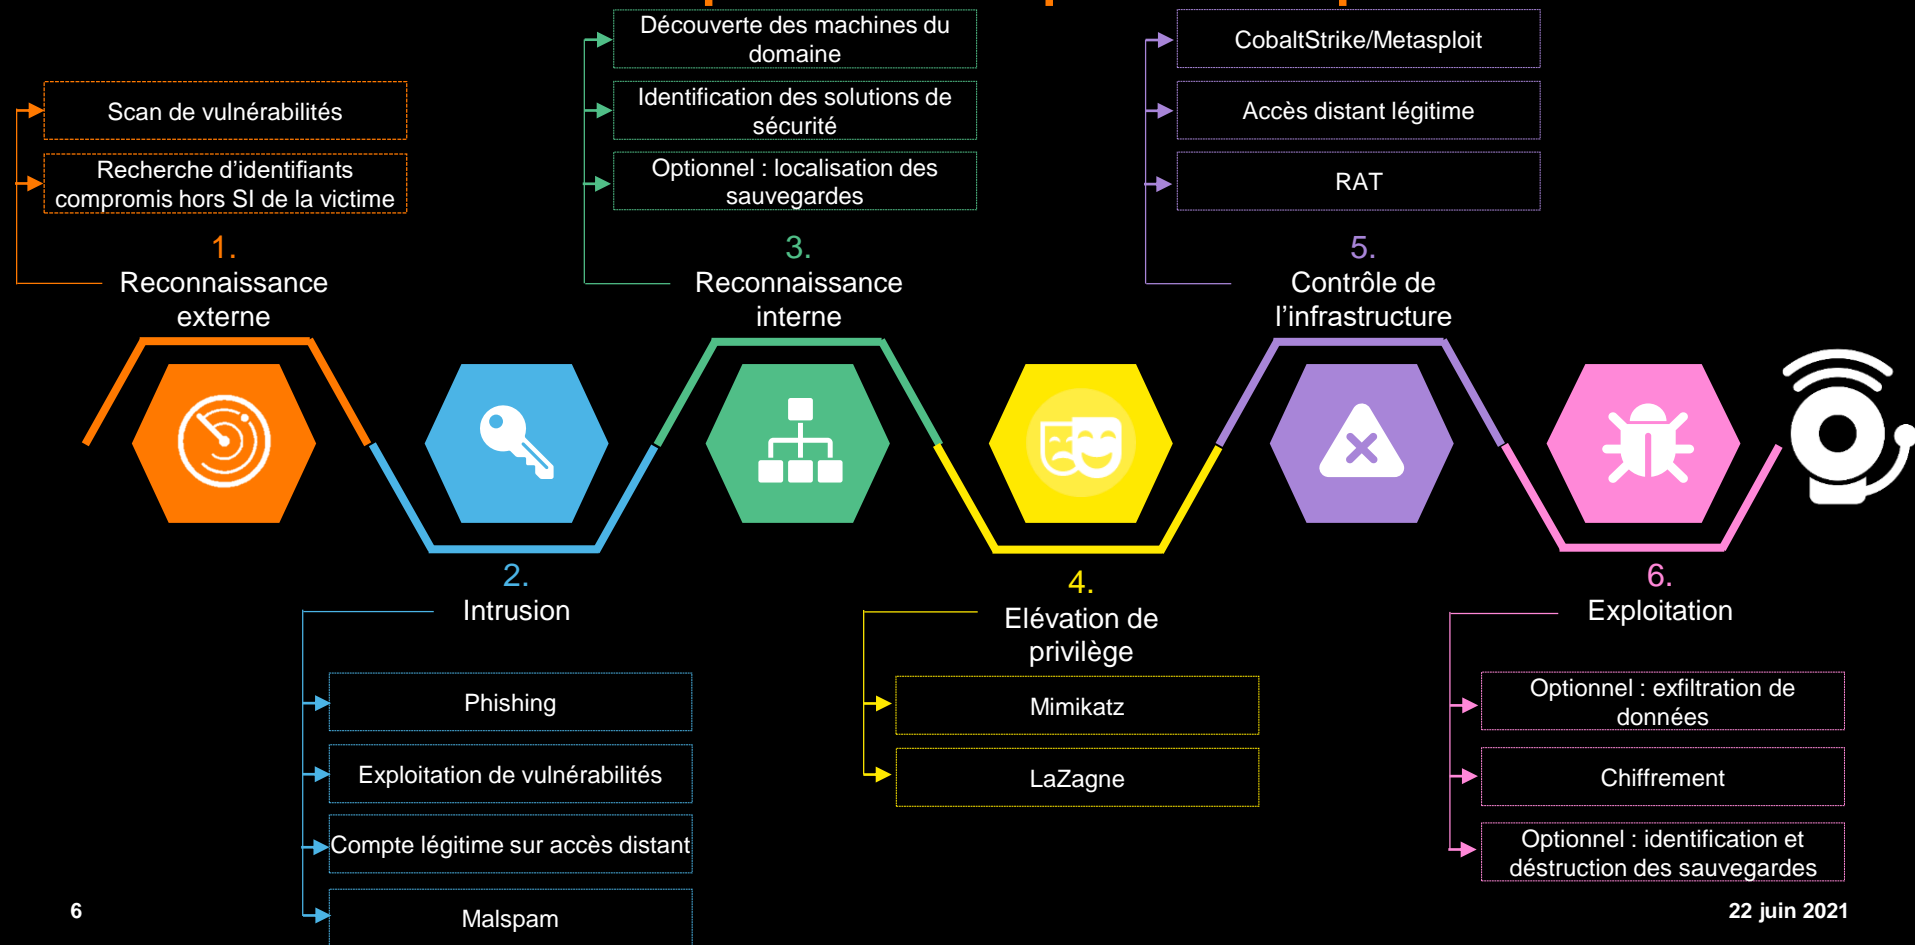 Scan de vulnérabilités
Recherche d'identifiants
compromis hors SI de la victime
1.
Reconnaissance
externe
2.
Intrusion
Phishing
Exploitation de vulnérabilités
Compte légitime sur accès distant
Malspam
Découverte des machines du
domaine
Identification des solutions de
sécurité
Optionnel : localisation des
sauvegardes
3.
Reconnaissance
interne
4.
Elévation de
privilège
Mimikatz
LaZagne
CobaltStrike/Metasploit
Accès distant légitime
RAT
5.
Contrôle de
l'infrastructure
6.
Exploitation
Optionnel : exfiltration de
données
Chiffrement
Optionnel : identification et
déstruction des sauvegardes
6
22 juin 2021